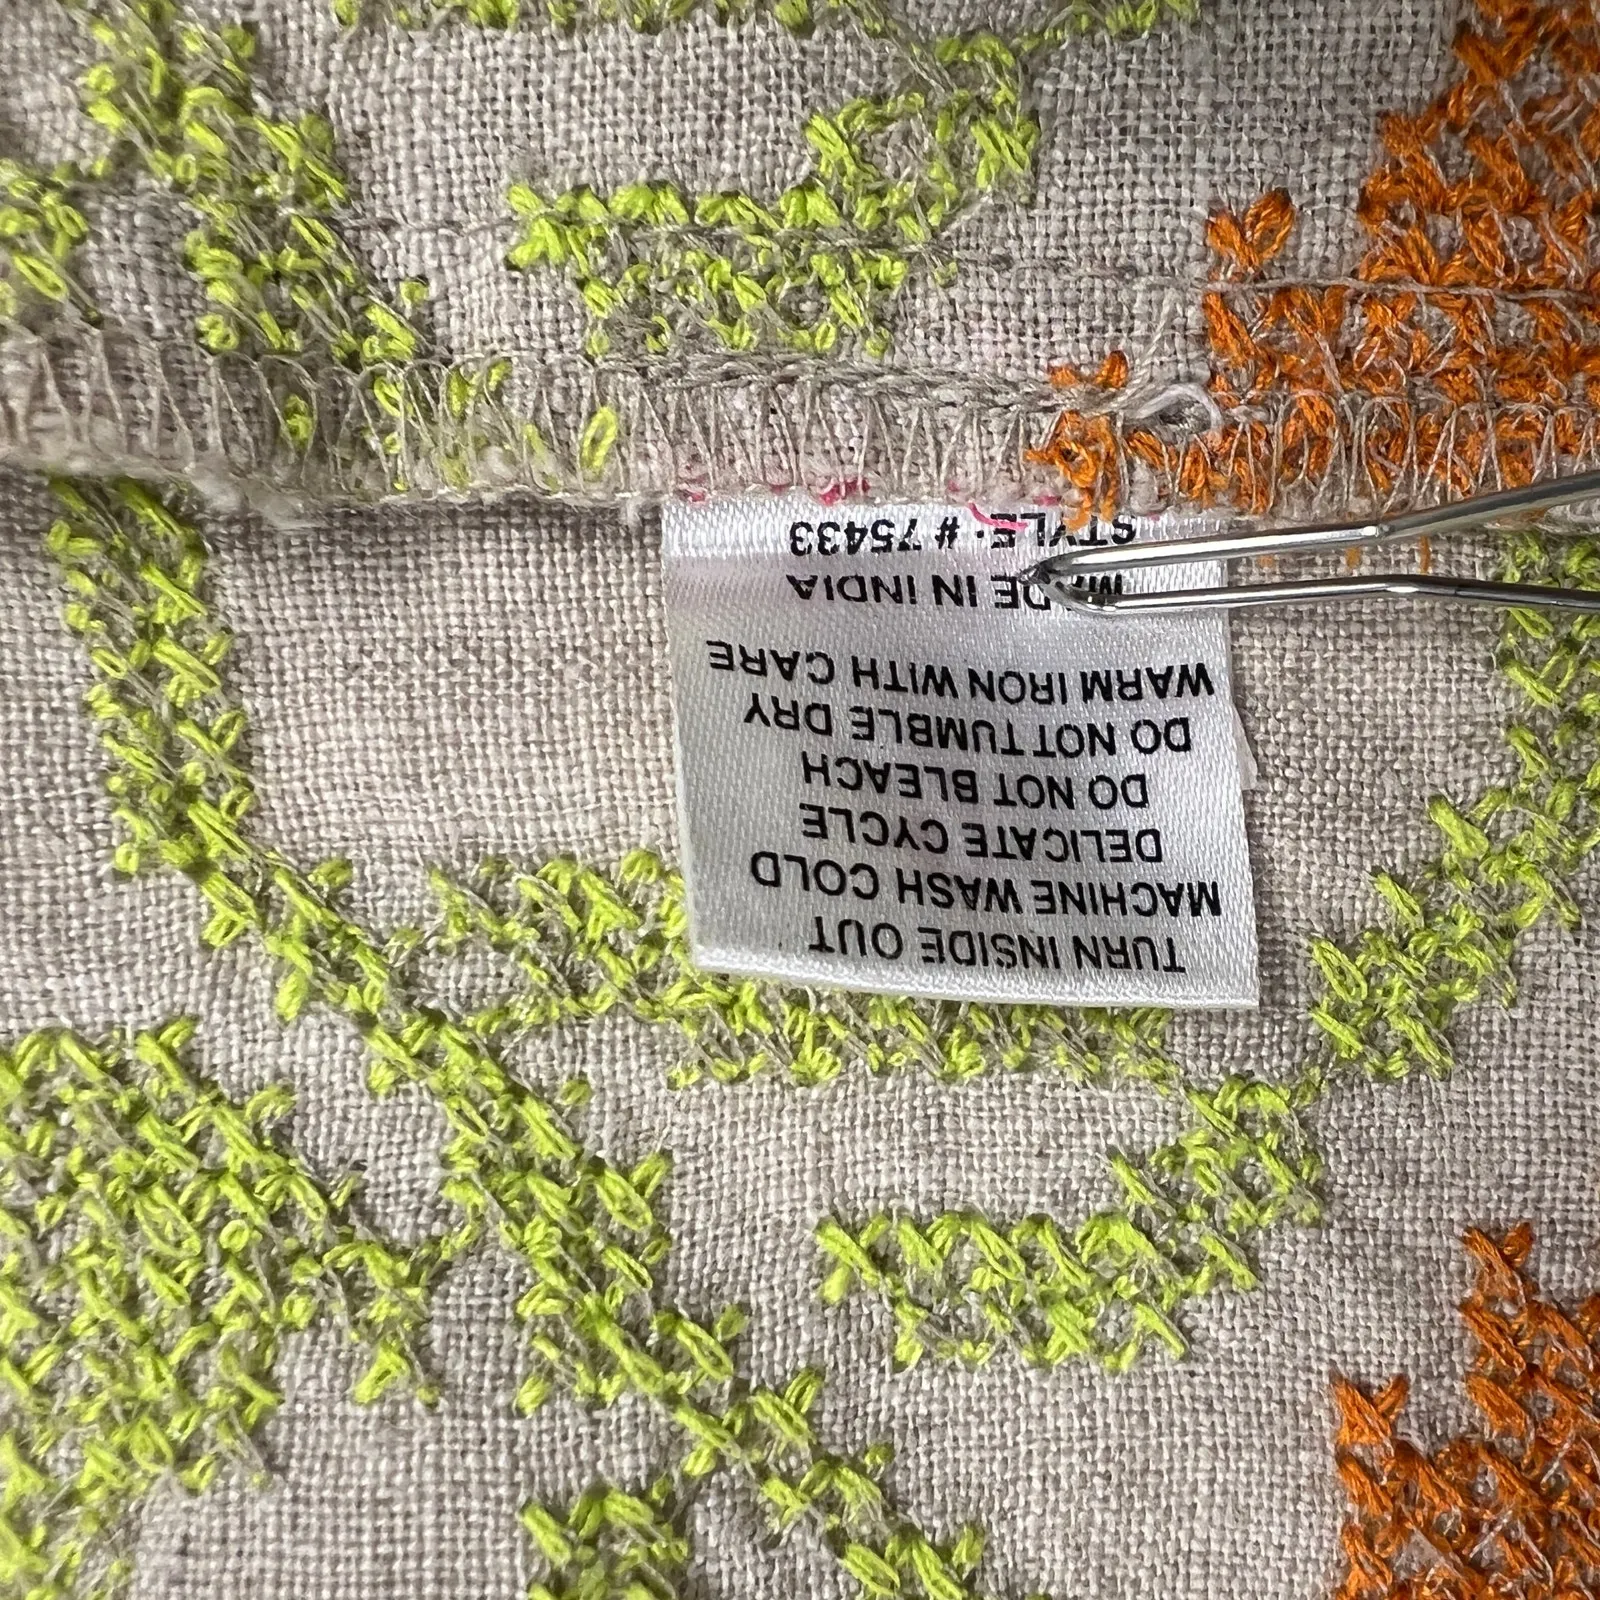 TURN INSIDE OUT
MACHINE WASH COLD
DELICATE CYCLE
DO NOT BLEACH
DO NOT TUMBLE DRY
WARM IRON WITH CARE
MADE IN INDIA
STYLE: # 75433